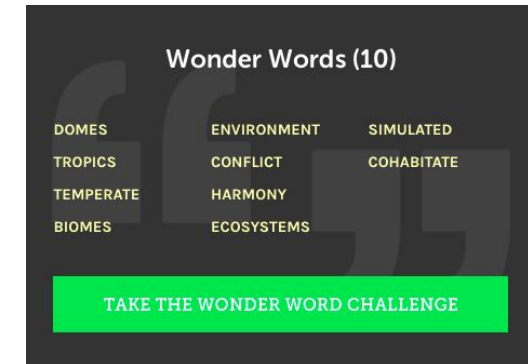 Wonder Words (10)
DOMES
TROPICS
TEMPERATE
BIOMES
ENVIRONMENT
CONFLICT
HARMONY
ECOSYSTEMS
SIMULATED
COHABITATE
TAKE THE WONDER WORD CHALLENGE